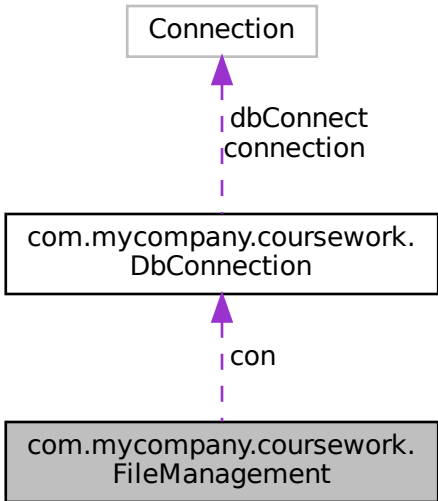 Connection
dbConnect
connection
com.mycompany.coursework.
DbConnection
con
com.mycompany.coursework.
FileManagement